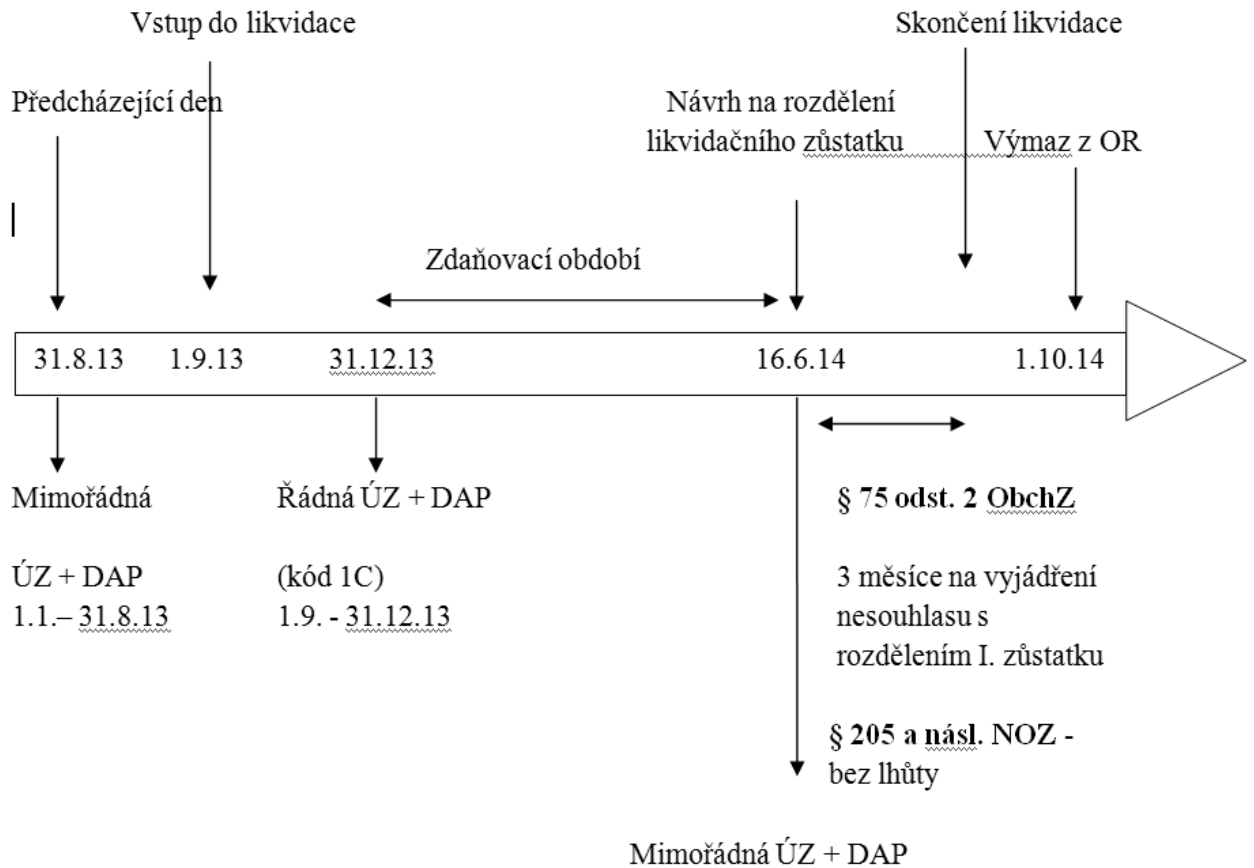 Vstup do likvidace
Skončení likvidace
Předcházející den
Návrh na rozdělení
likvidačního zůstatku
Výmaz z OR
Zdaňovací období
31.8.13
1.9.13
31.12.13
16.6.14
1.10.14
Mimořádná
ÚZ + DAP
1.1.– 31.8.13
Řádná ÚZ + DAP
(kód 1C)
1.9. - 31.12.13
§ 75 odst. 2 ObchZ
3 měsíce na vyjádření
nesouhlasu s
rozdělením I. zůstatku
§ 205 a násl. NOZ -
bez lhůty
Mimořádná ÚZ + DAP